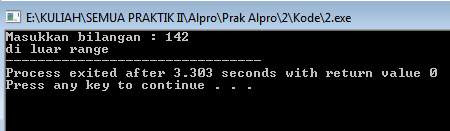 E:\KULIAH\SEMUA PRAKTIK II\Alpro\Prak Alpro\2\Kode\2.exe
Masukkan bilangan : 142
di luar range
--------------------------------
Process exited after 3.303 seconds with return value 0
Press any key to continue . . .